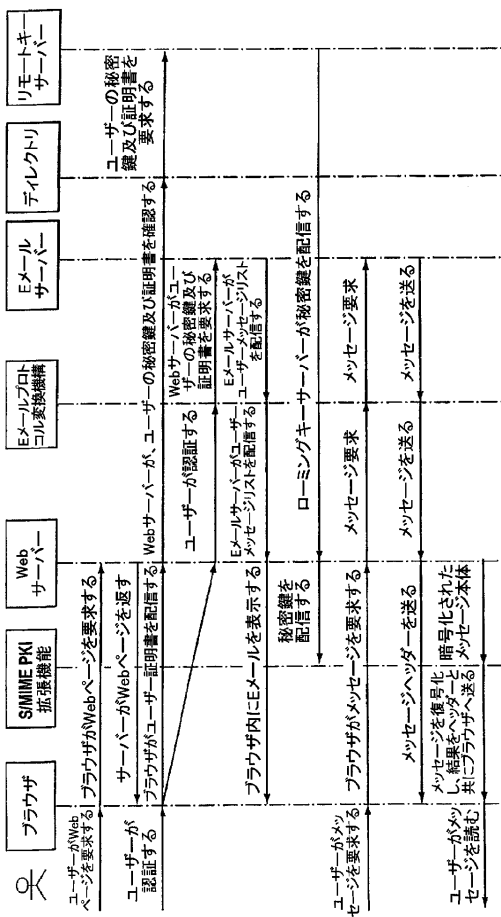 ブラウザ
S/MIME PKI
拡張機能
Web
サーバー
Eメールプロト
コル変換機構
Eメール
サーバー
ディレクトリ
リモートキー
サーバー
ユーザーがWeb
ページを要求する
ブラウザがWebページを要求する
サーバーがWebページを返す
ユーザーが
認証する
ブラウザがユーザー証明書を配信する
Webサーバーが、ユーザーの秘密鍵及び証明書を確認する
ユーザーの秘密
鍵及び証明書を
要求する
ユーザーが認証する
Webサーバーがユー
ザーの秘密鍵及び
証明書を要求する
Eメールサーバーが
ユーザーメッセージリスト
を配信する
Eメールサーバーがユーザー
メッセージリストを配信する
ブラウザ内にEメールを表示する
ローミングキーサーバーが秘密鍵を配信する
秘密鍵を
配信する
ユーザーがメッ
セージを要求する
ブラウザがメッセージを要求する
メッセージ要求
メッセージ要求
メッセージを送る
メッセージを送る
メッセージヘッダーを送る
暗号化された
メッセージ本体
メッセージを復号化
し、結果をヘッダーと
共にブラウザへ送る
ユーザーがメッ
セージを読む